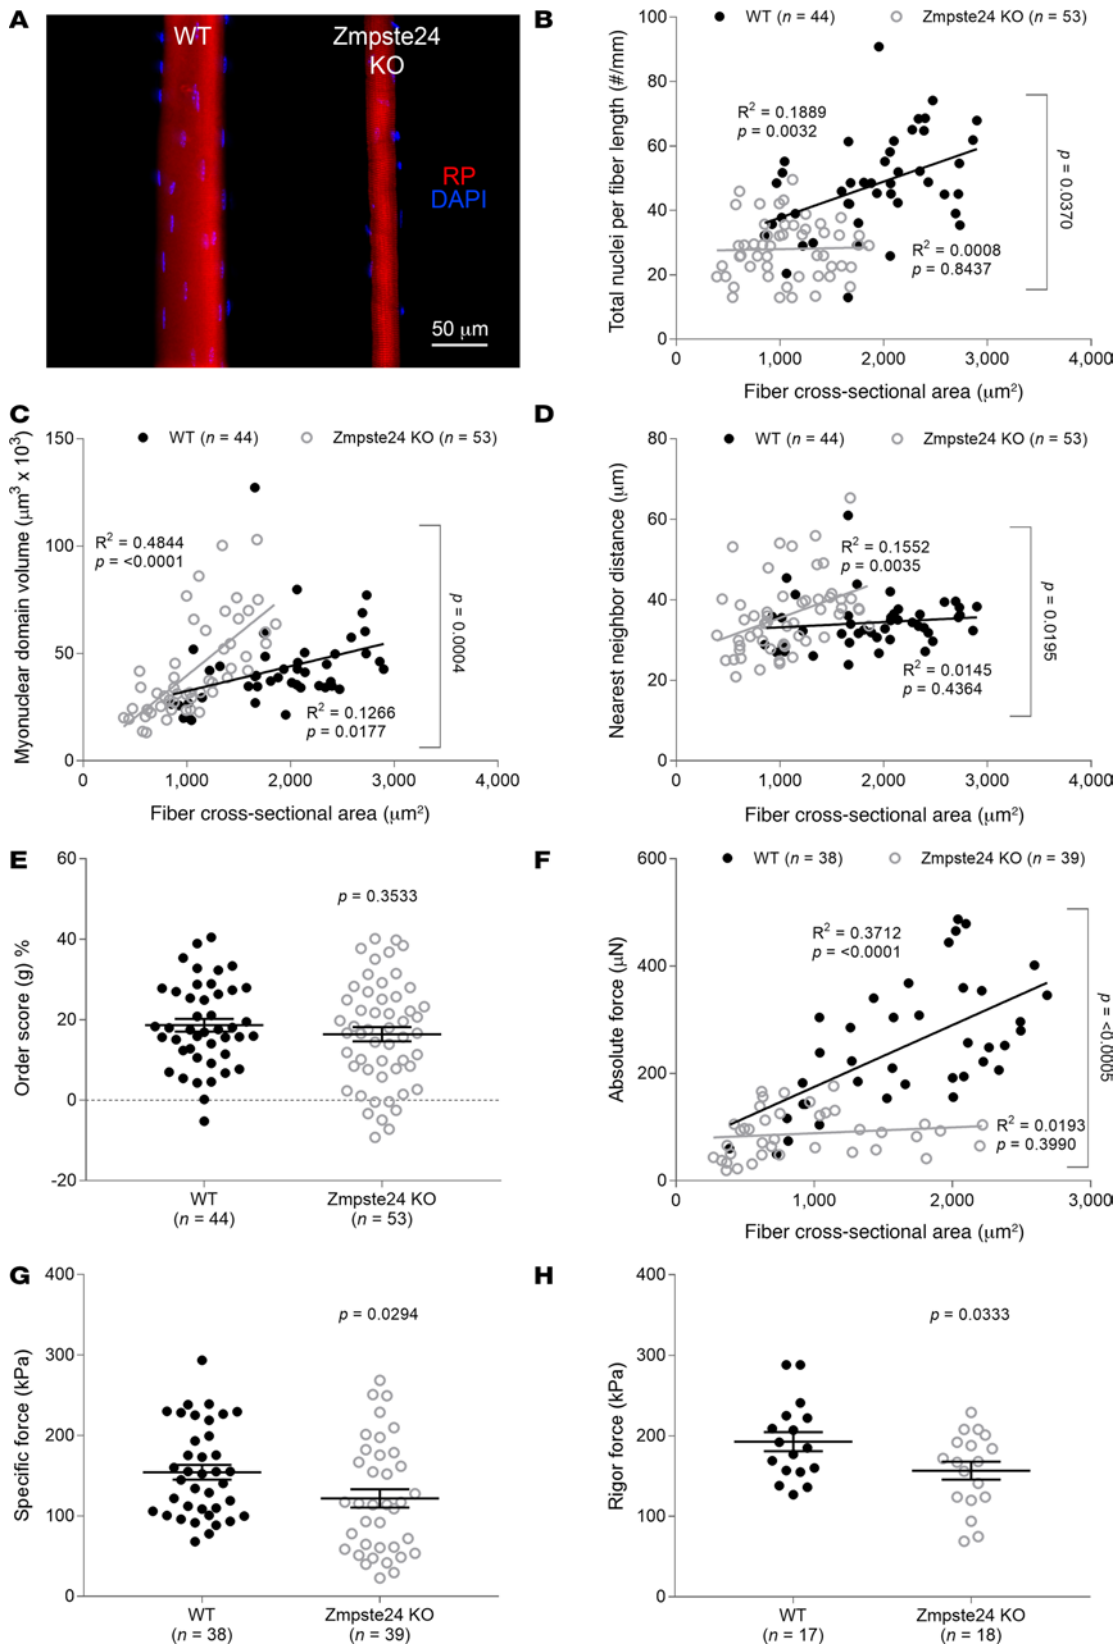 A
WT
Zmpste24
KO
RP
DAPI
50 μm
B
WT (n = 44)
Zmpste24 KO (n = 53)
Total nuclei per fiber length (#/mm)
100
80
60
40
20
0
R² = 0.1889
p = 0.0032
R² = 0.0008
p = 0.8437
p = 0.0370
0
1,000
2,000
3,000
4,000
Fiber cross-sectional area (μm²)
C
WT (n = 44)
Zmpste24 KO (n = 53)
Myonuclear domain volume (μm³ x 10³)
150
100
50
0
R² = 0.4844
p = <0.0001
R² = 0.1266
p = 0.0177
p = 0.0004
0
1,000
2,000
3,000
4,000
Fiber cross-sectional area (μm²)
D
WT (n = 44)
Zmpste24 KO (n = 53)
Nearest neighbor distance (μm)
80
60
40
20
0
R² = 0.1552
p = 0.0035
R² = 0.0145
p = 0.4364
p = 0.0195
0
1,000
2,000
3,000
4,000
Fiber cross-sectional area (μm²)
E
Order score (g) %
60
40
20
0
-20
p = 0.3533
WT
(n = 44)
Zmpste24 KO
(n = 53)
F
WT (n = 38)
Zmpste24 KO (n = 39)
Absolute force (μN)
600
400
200
0
R² = 0.3712
p = <0.0001
R² = 0.0193
p = 0.3990
p = <0.0005
0
1,000
2,000
3,000
Fiber cross-sectional area (μm²)
G
Specific force (kPa)
400
300
200
100
0
p = 0.0294
WT
(n = 38)
Zmpste24 KO
(n = 39)
H
Rigor force (kPa)
400
300
200
100
0
p = 0.0333
WT
(n = 17)
Zmpste24 KO
(n = 18)